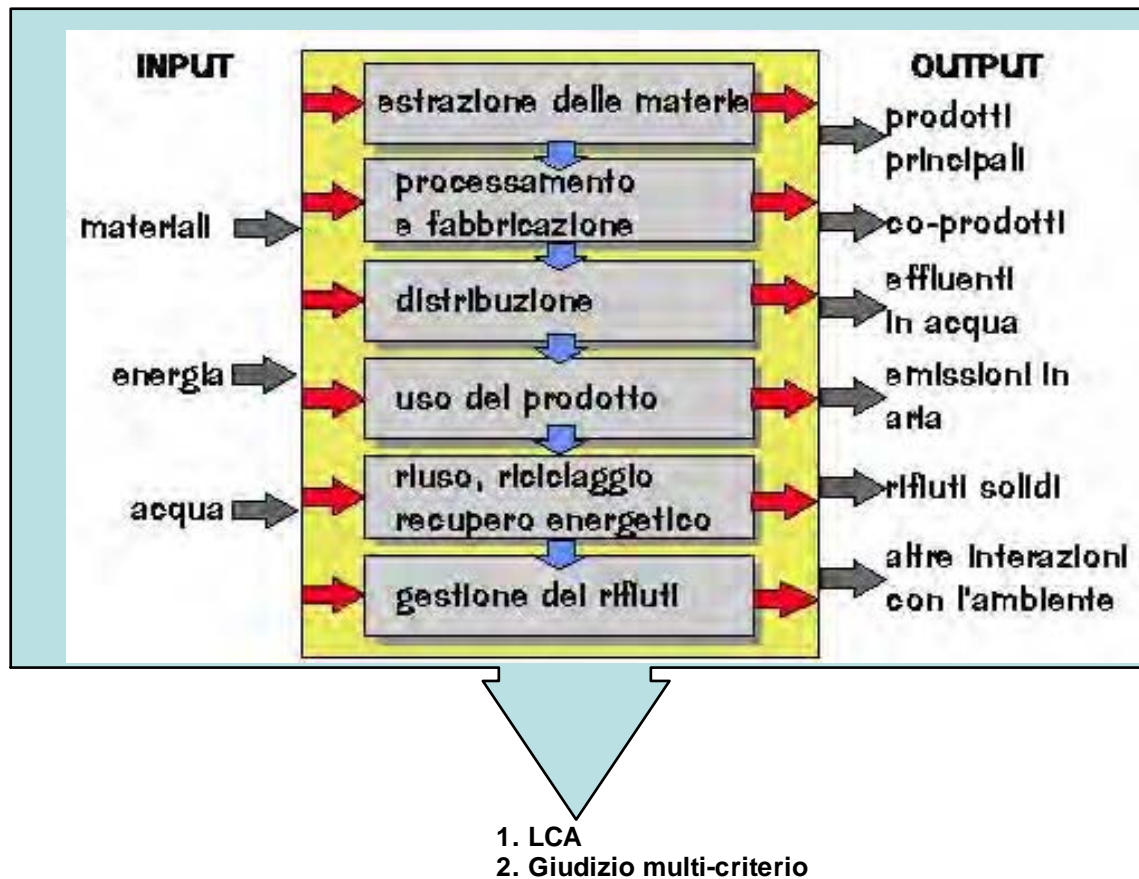 INPUT
OUTPUT
estrazione delle materie
processamento
e fabbricazione
distribuzione
uso del prodotto
riuso, riciclaggio
recupero energetico
gestione dei rifiuti
materiali
energia
acqua
prodotti
principali
co-prodotti
effluenti
in acqua
emissioni in
aria
rifiuti solidi
altre interazioni
con l'ambiente
1. LCA
2. Giudizio multi-criterio